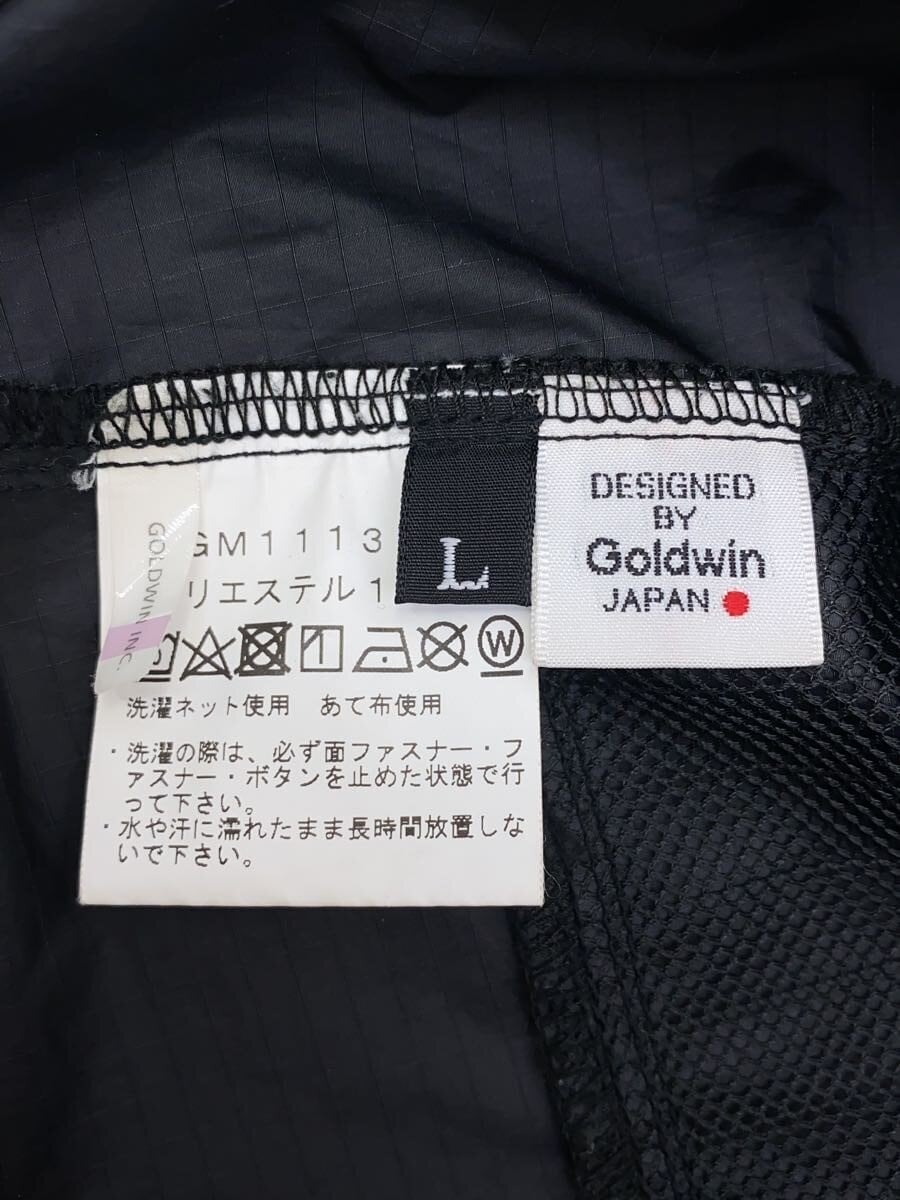 GM1113
リエステル1
洗濯ネット使用 あて布使用
・洗濯の際は、必ず面ファスナー・フ
ァスナー・ボタンを止めた状態で行
って下さい。
・水や汗に濡れたまま長時間放置しな
いで下さい。
GOLDWIN INC.
L
DESIGNED
BY
Goldwin
JAPAN
W